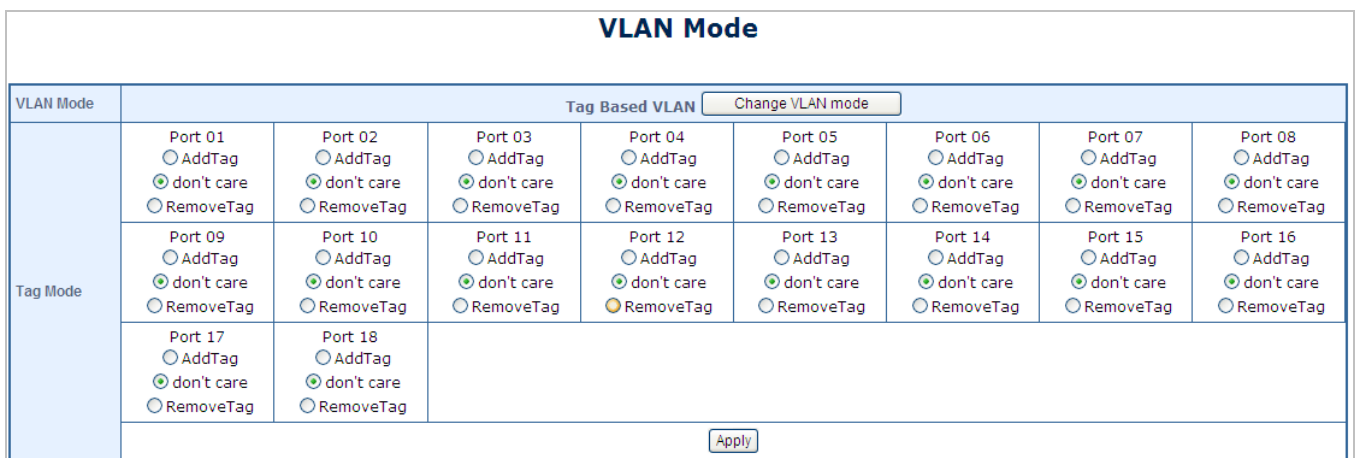 VLAN Mode
VLAN Mode Tag Based VLAN Change VLAN mode
Port 01 Port 02 Port 03 Port 04 Port 05 Port 06 Port 07 Port 08
AddTag AddTag AddTag AddTag AddTag AddTag AddTag AddTag
don't care don't care don't care don't care don't care don't care don't care don't care
RemoveTag RemoveTag RemoveTag RemoveTag RemoveTag RemoveTag RemoveTag RemoveTag
Port 09 Port 10 Port 11 Port 12 Port 13 Port 14 Port 15 Port 16
AddTag AddTag AddTag AddTag AddTag AddTag AddTag AddTag
Tag Mode don't care don't care don't care don't care don't care don't care don't care don't care
RemoveTag RemoveTag RemoveTag RemoveTag RemoveTag RemoveTag RemoveTag RemoveTag
Port 17 Port 18
AddTag AddTag
don't care don't care
RemoveTag RemoveTag
Apply